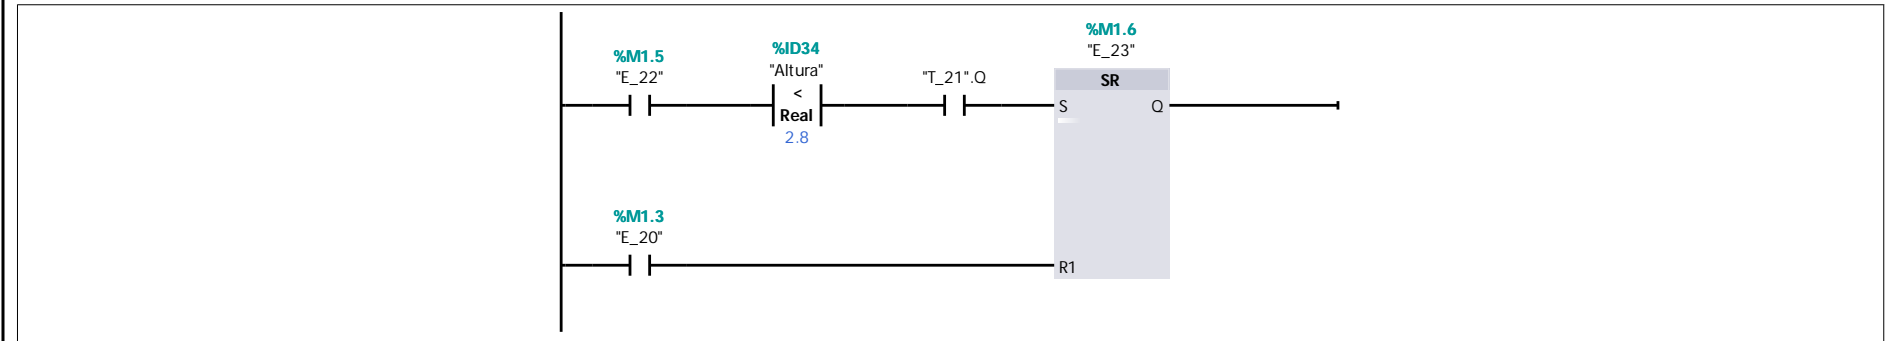 %M1.6
"E_23"
%M1.5
"E_22"
%ID34
"Altura"
"T_21".Q
SR
<
Real
2.8
S
Q
%M1.3
"E_20"
R1